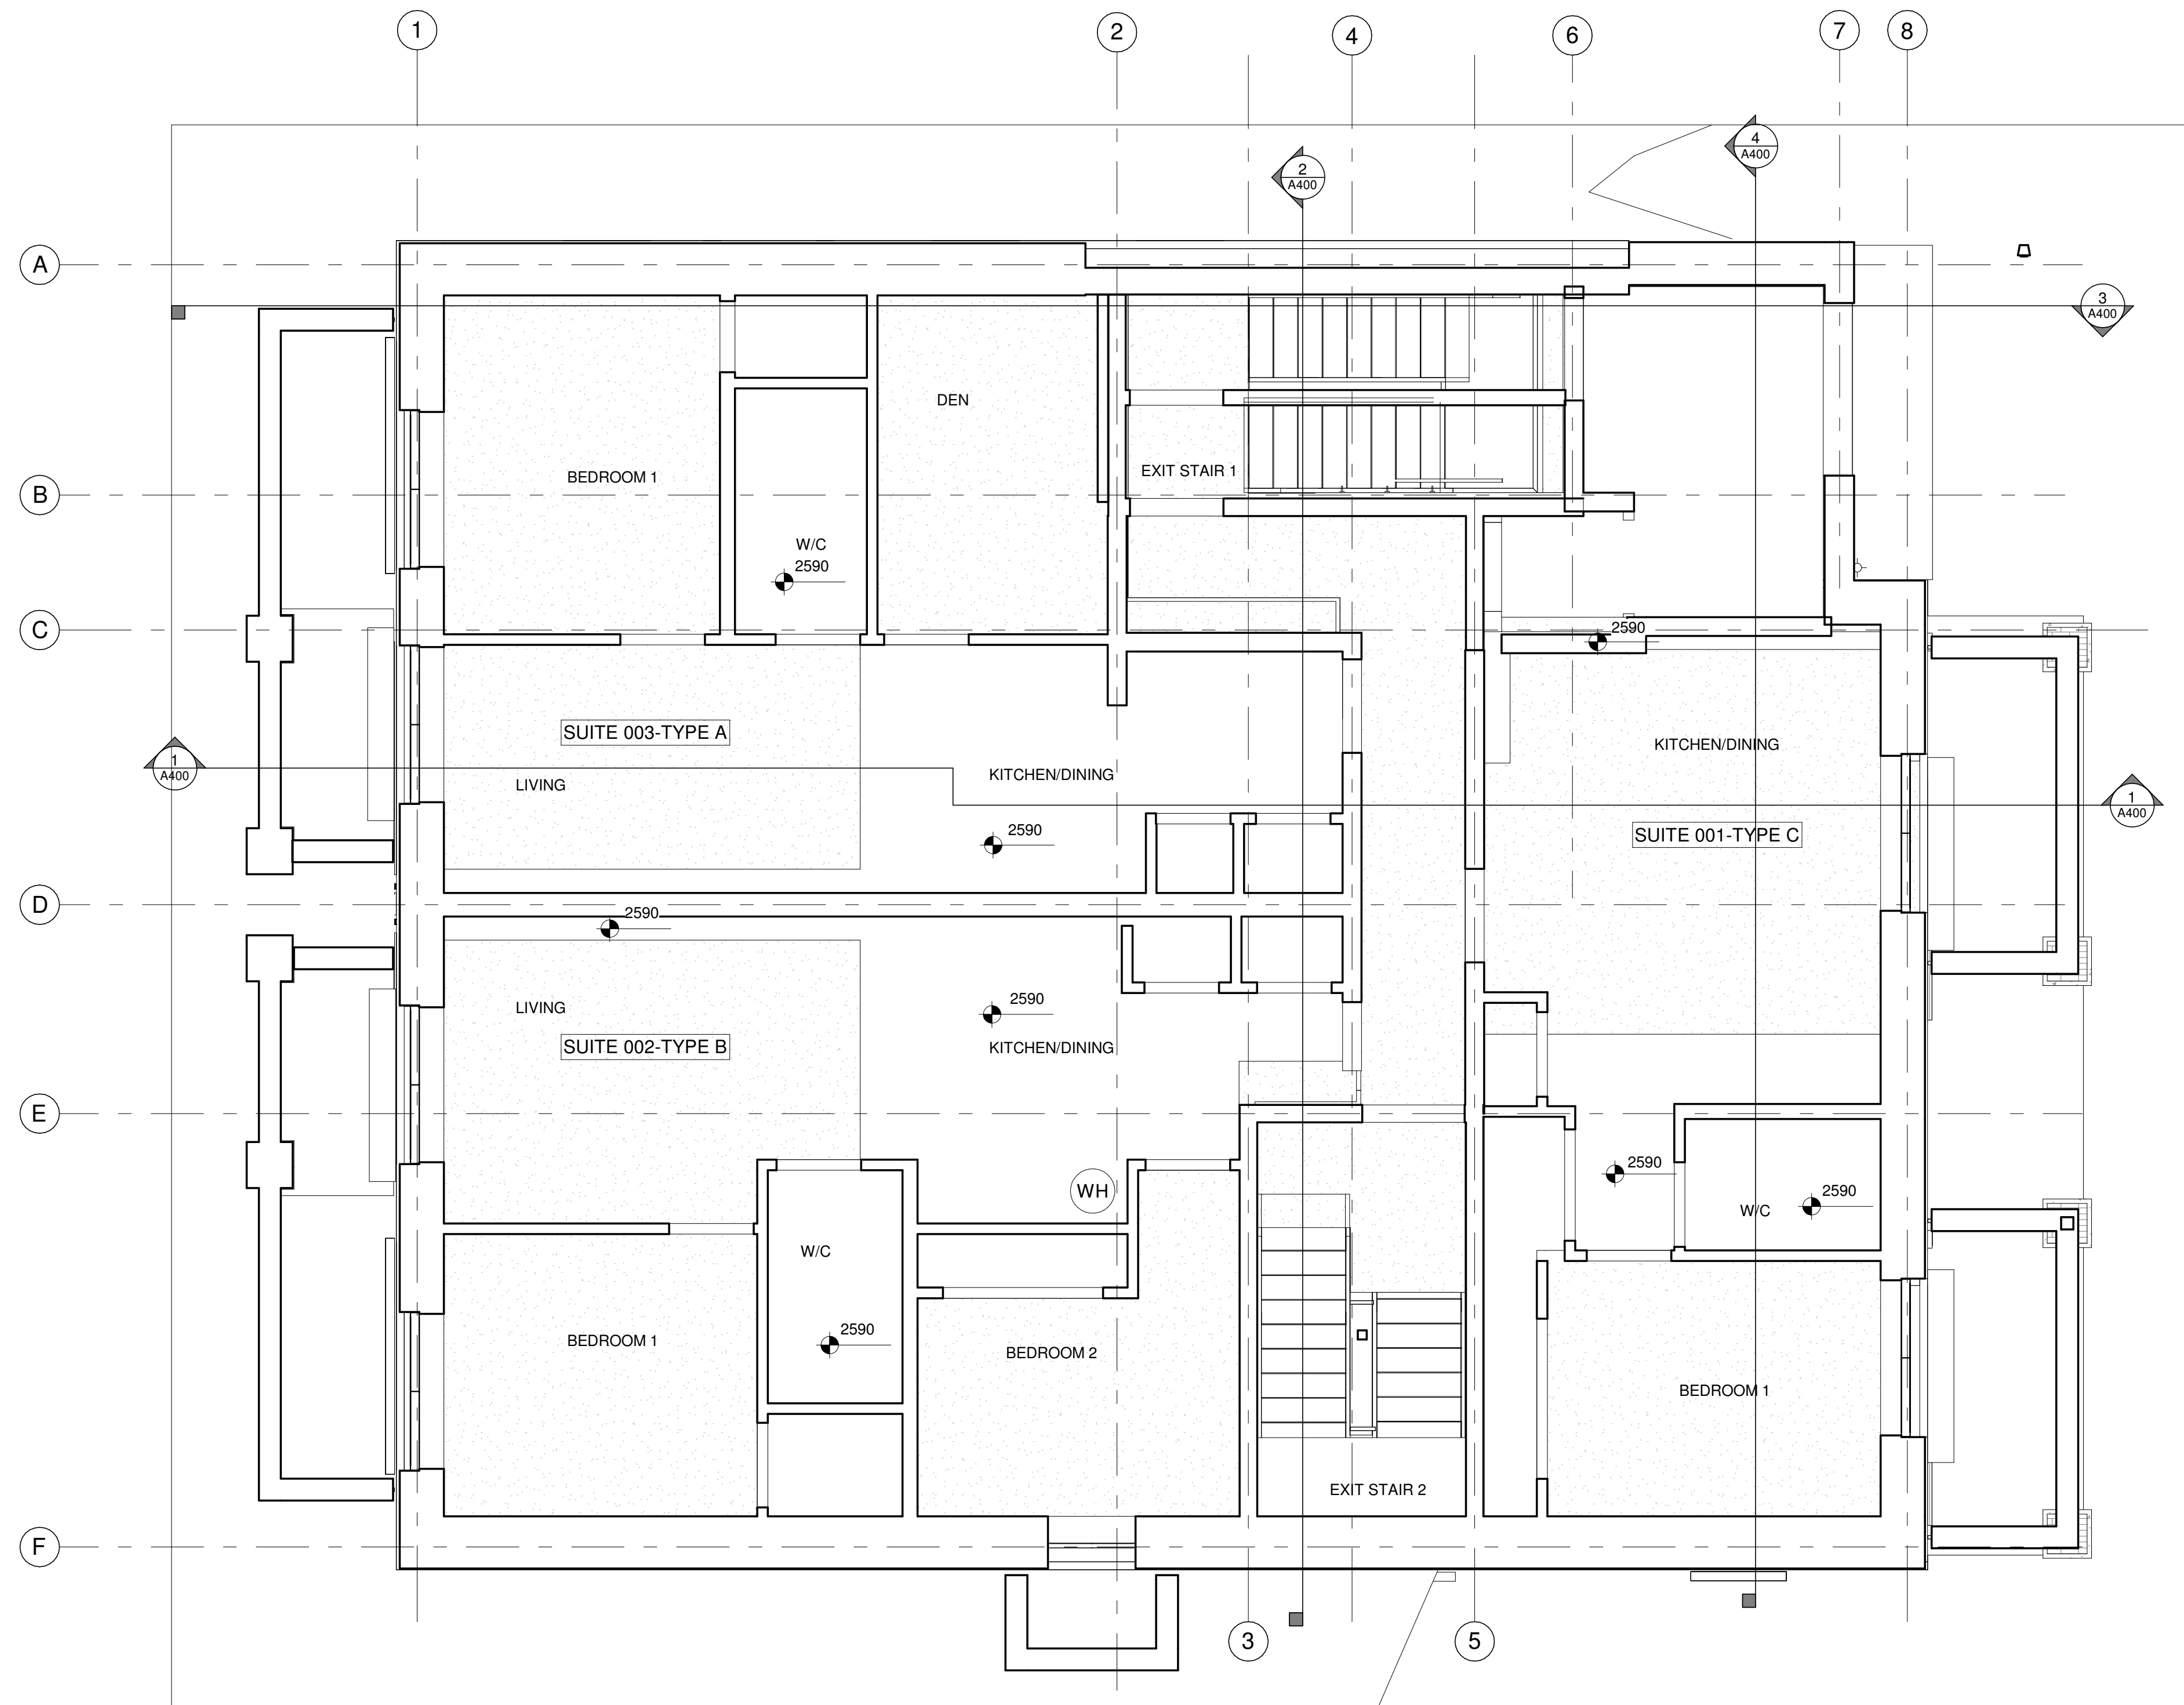 1
2
4
6
7
8
4
A400
2
A400
A
3
A400
DEN
EXIT STAIR 1
BEDROOM 1
B
W/C
2590
C
2590
SUITE 003-TYPE A
KITCHEN/DINING
1
A400
LIVING
KITCHEN/DINING
1
A400
2590
SUITE 001-TYPE C
D
2590
LIVING
2590
SUITE 002-TYPE B
KITCHEN/DINING
E
2590
WH
2590
W/C
W/C
2590
BEDROOM 1
BEDROOM 2
BEDROOM 1
EXIT STAIR 2
F
3
5